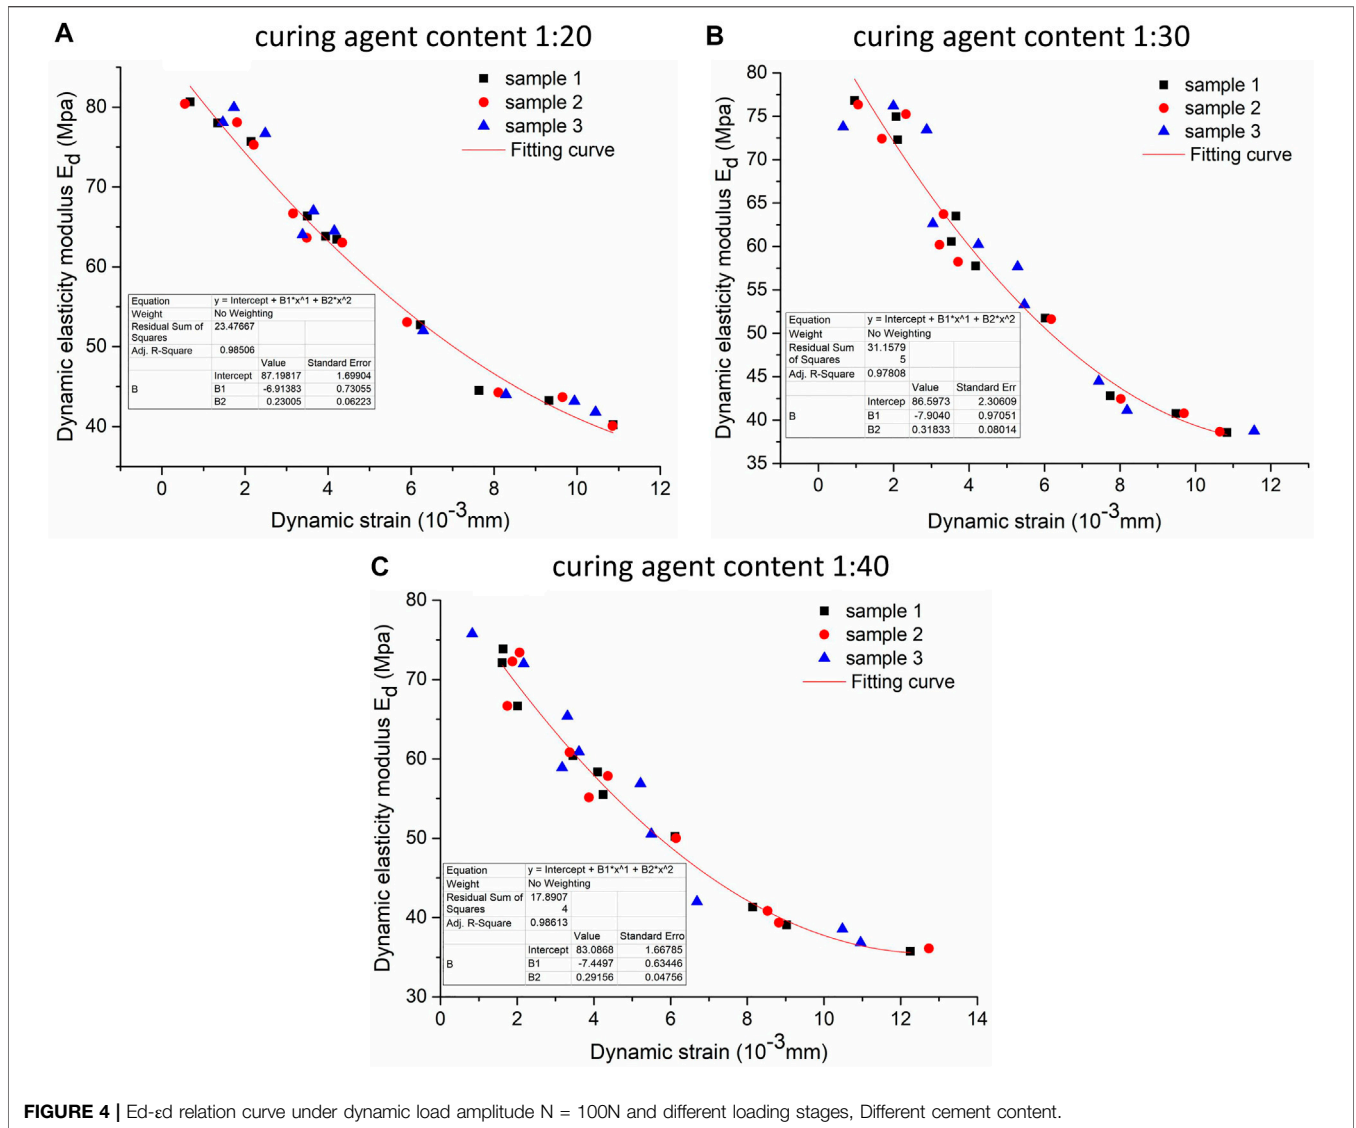 A curing agent content 1:20
sample 1
sample 2
sample 3
Fitting curve
Dynamic elasticity modulus Ed (Mpa)
80
70
60
50
40
Equation y = Intercept + B1*x^1 + B2*x^2
Weight No Weighting
Residual Sum of Squares 23.47667
Adj. R-Square 0.98506
Value Standard Error
Intercept 87.19817 1.69904
B B1 -6.91383 0.73055
B2 0.23005 0.06223
0 2 4 6 8 10 12
Dynamic strain (10-3mm)
B curing agent content 1:30
sample 1
sample 2
sample 3
Fitting curve
Dynamic elasticity modulus Ed (Mpa)
80
75
70
65
60
55
50
45
40
35
Equation y = Intercept + B1*x^1 + B2*x^2
Weight No Weighting
Residual Sum 31.1579
of Squares 5
Adj. R-Square 0.97808
Value Standard Err
Intercep 86.5973 2.30609
B B1 -7.9040 0.97051
B2 0.31833 0.08014
0 2 4 6 8 10 12
Dynamic strain (10-3mm)
C curing agent content 1:40
sample 1
sample 2
sample 3
Fitting curve
Dynamic elasticity modulus Ed (Mpa)
80
70
60
50
40
30
Equation y = Intercept + B1*x^1 + B2*x^2
Weight No Weighting
Residual Sum of 17.8907
Squares 4
Adj. R-Square 0.98613
Value Standard Erro
Intercept 83.0868 1.66785
B B1 -7.4497 0.63446
B2 0.29156 0.04756
0 2 4 6 8 10 12 14
Dynamic strain (10-3mm)
FIGURE 4 | Ed-εd relation curve under dynamic load amplitude N = 100N and different loading stages, Different cement content.